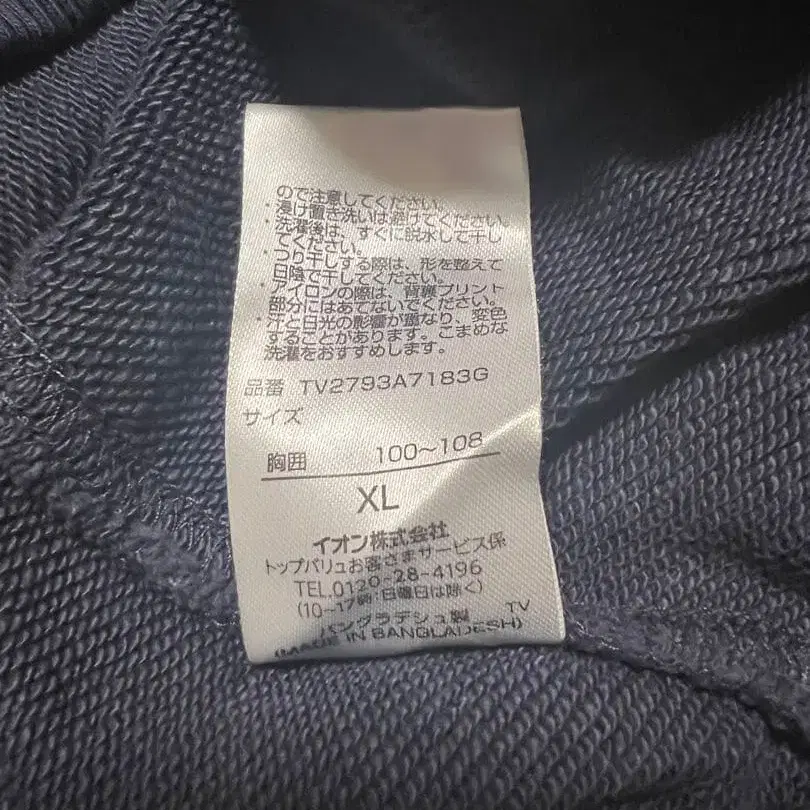 ので注意してください。
・浸け置き洗いは避けてください。
・洗濯後は、すぐに脱水して干し
てください。
・つり干しする際は、形を整えて
日陰で干してください。
・アイロンの際は、背裏プリント
部分にはあてないでください。
・汗と日光の影響が重なり、変色
することがあります。こまめな
洗濯をおすすめします。
品番 TV2793A7183G
サイズ
胸囲 100～108
XL
イオン株式会社
トップバリュお客さまサービス係
TEL.0120-28-4196
(10～17時:日曜日は除く)
バングラデシュ製 TV
(MADE IN BANGLADESH)